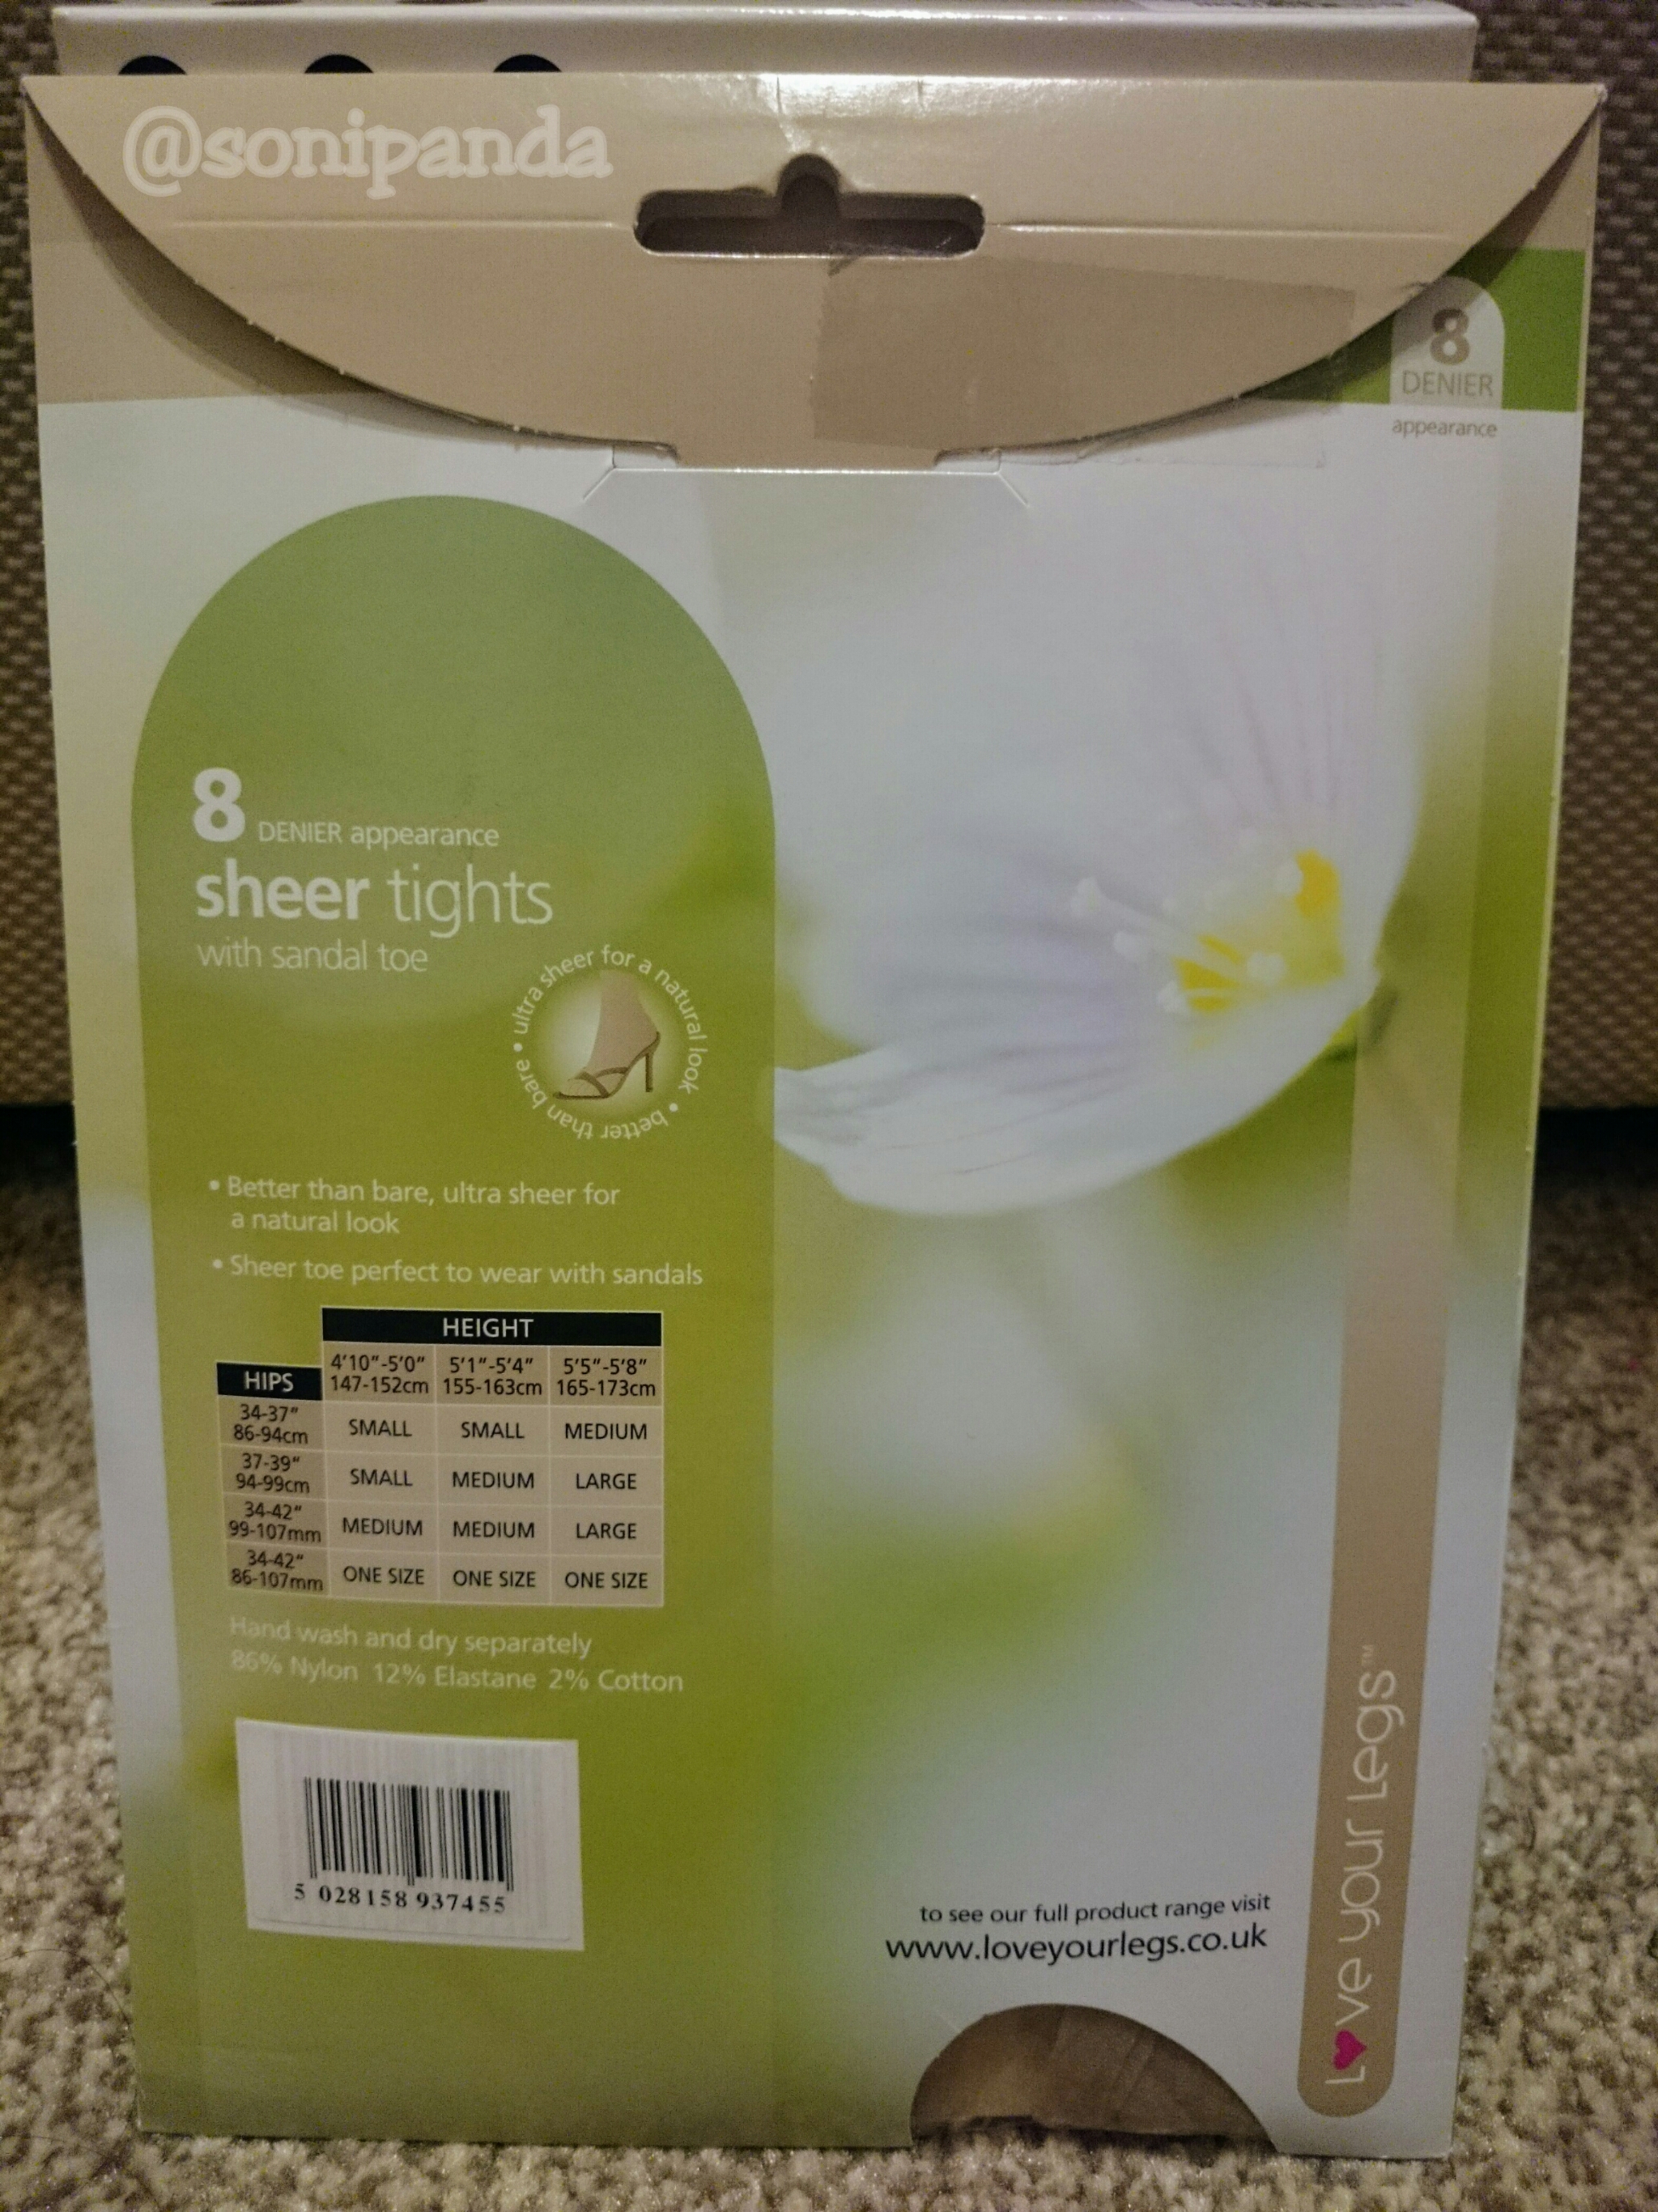 @sonipanda
8
DENIER
appearance
8 DENIER appearance
sheer tights
with sandal toe
• ultra sheer for a natural look • better than bare
• Better than bare, ultra sheer for
a natural look
• Sheer toe perfect to wear with sandals
HEIGHT
HIPS 4'10"-5'0" 5'1"-5'4" 5'5"-5'8"
147-152cm 155-163cm 165-173cm
34-37"
86-94cm SMALL SMALL MEDIUM
37-39"
94-99cm SMALL MEDIUM LARGE
34-42"
99-107mm MEDIUM MEDIUM LARGE
34-42"
86-107mm ONE SIZE ONE SIZE ONE SIZE
Hand wash and dry separately
86% Nylon 12% Elastane 2% Cotton
5 028158 937455
to see our full product range visit
www.loveyourlegs.co.uk
L♥ve your Legs™